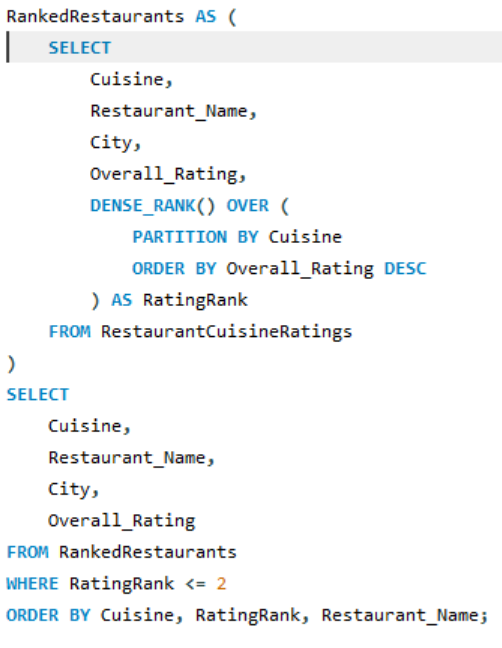 RankedRestaurants AS (
    SELECT
        Cuisine,
        Restaurant_Name,
        City,
        Overall_Rating,
        DENSE_RANK() OVER (
            PARTITION BY Cuisine
            ORDER BY Overall_Rating DESC
        ) AS RatingRank
    FROM RestaurantCuisineRatings
)
SELECT
    Cuisine,
    Restaurant_Name,
    City,
    Overall_Rating
FROM RankedRestaurants
WHERE RatingRank <= 2
ORDER BY Cuisine, RatingRank, Restaurant_Name;